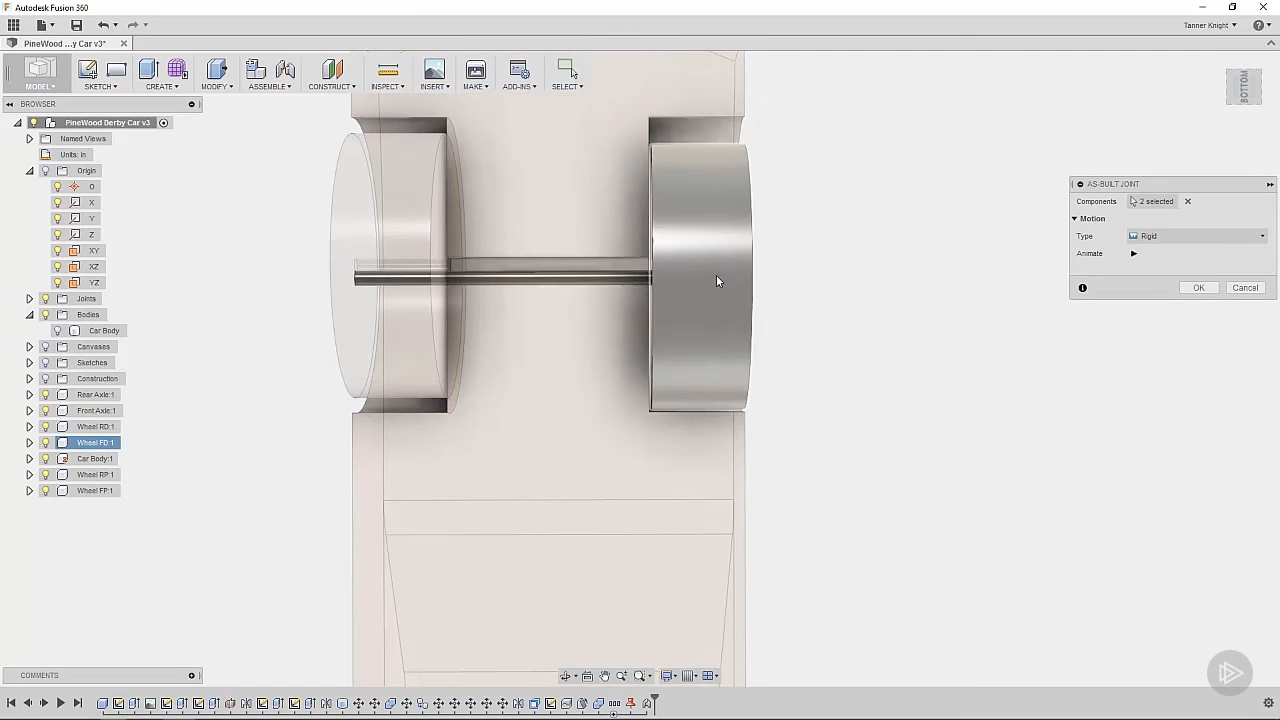 Autodesk Fusion 360
Tanner Knight
PineWood ...y Car v3*
MODEL
SKETCH
CREATE
MODIFY
ASSEMBLE
CONSTRUCT
INSPECT
INSERT
MAKE
ADD-INS
SELECT
BOTTOM
BROWSER
PineWood Derby Car v3
Named Views
Units: in
Origin
O
X
Y
Z
XY
XZ
YZ
Joints
Bodies
Car Body
Canvases
Sketches
Construction
Rear Axle:1
Front Axle:1
Wheel RD:1
Wheel FD:1
Car Body:1
Wheel RP:1
Wheel FP:1
AS-BUILT JOINT
Components 2 selected
Motion
Type Rigid
Animate
OK Cancel
COMMENTS